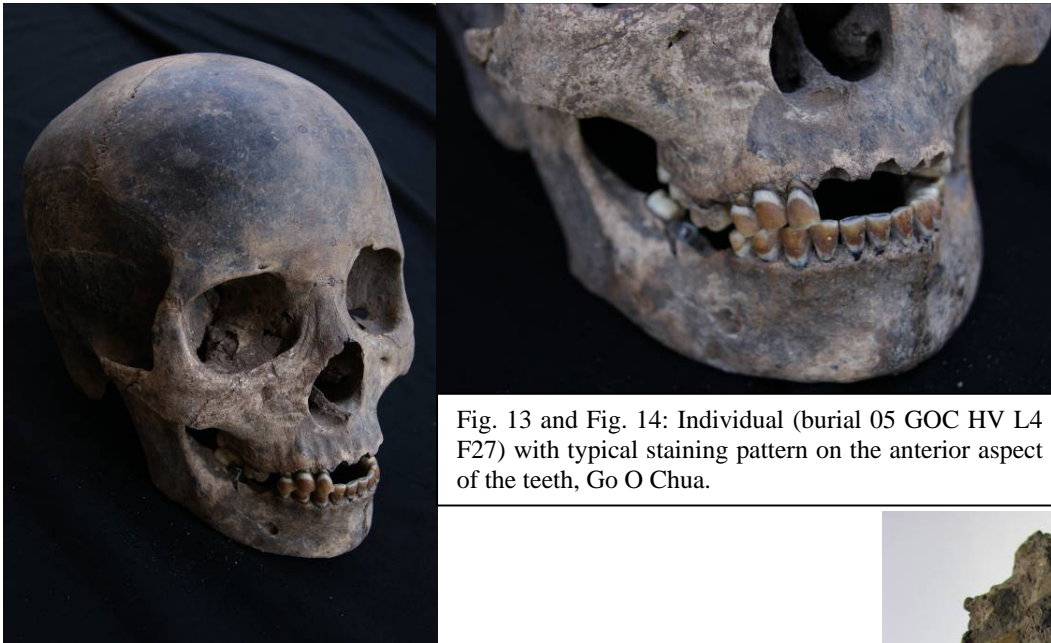 Fig. 13 and Fig. 14: Individual (burial 05 GOC HV L4
F27) with typical staining pattern on the anterior aspect
of the teeth, Go O Chua.